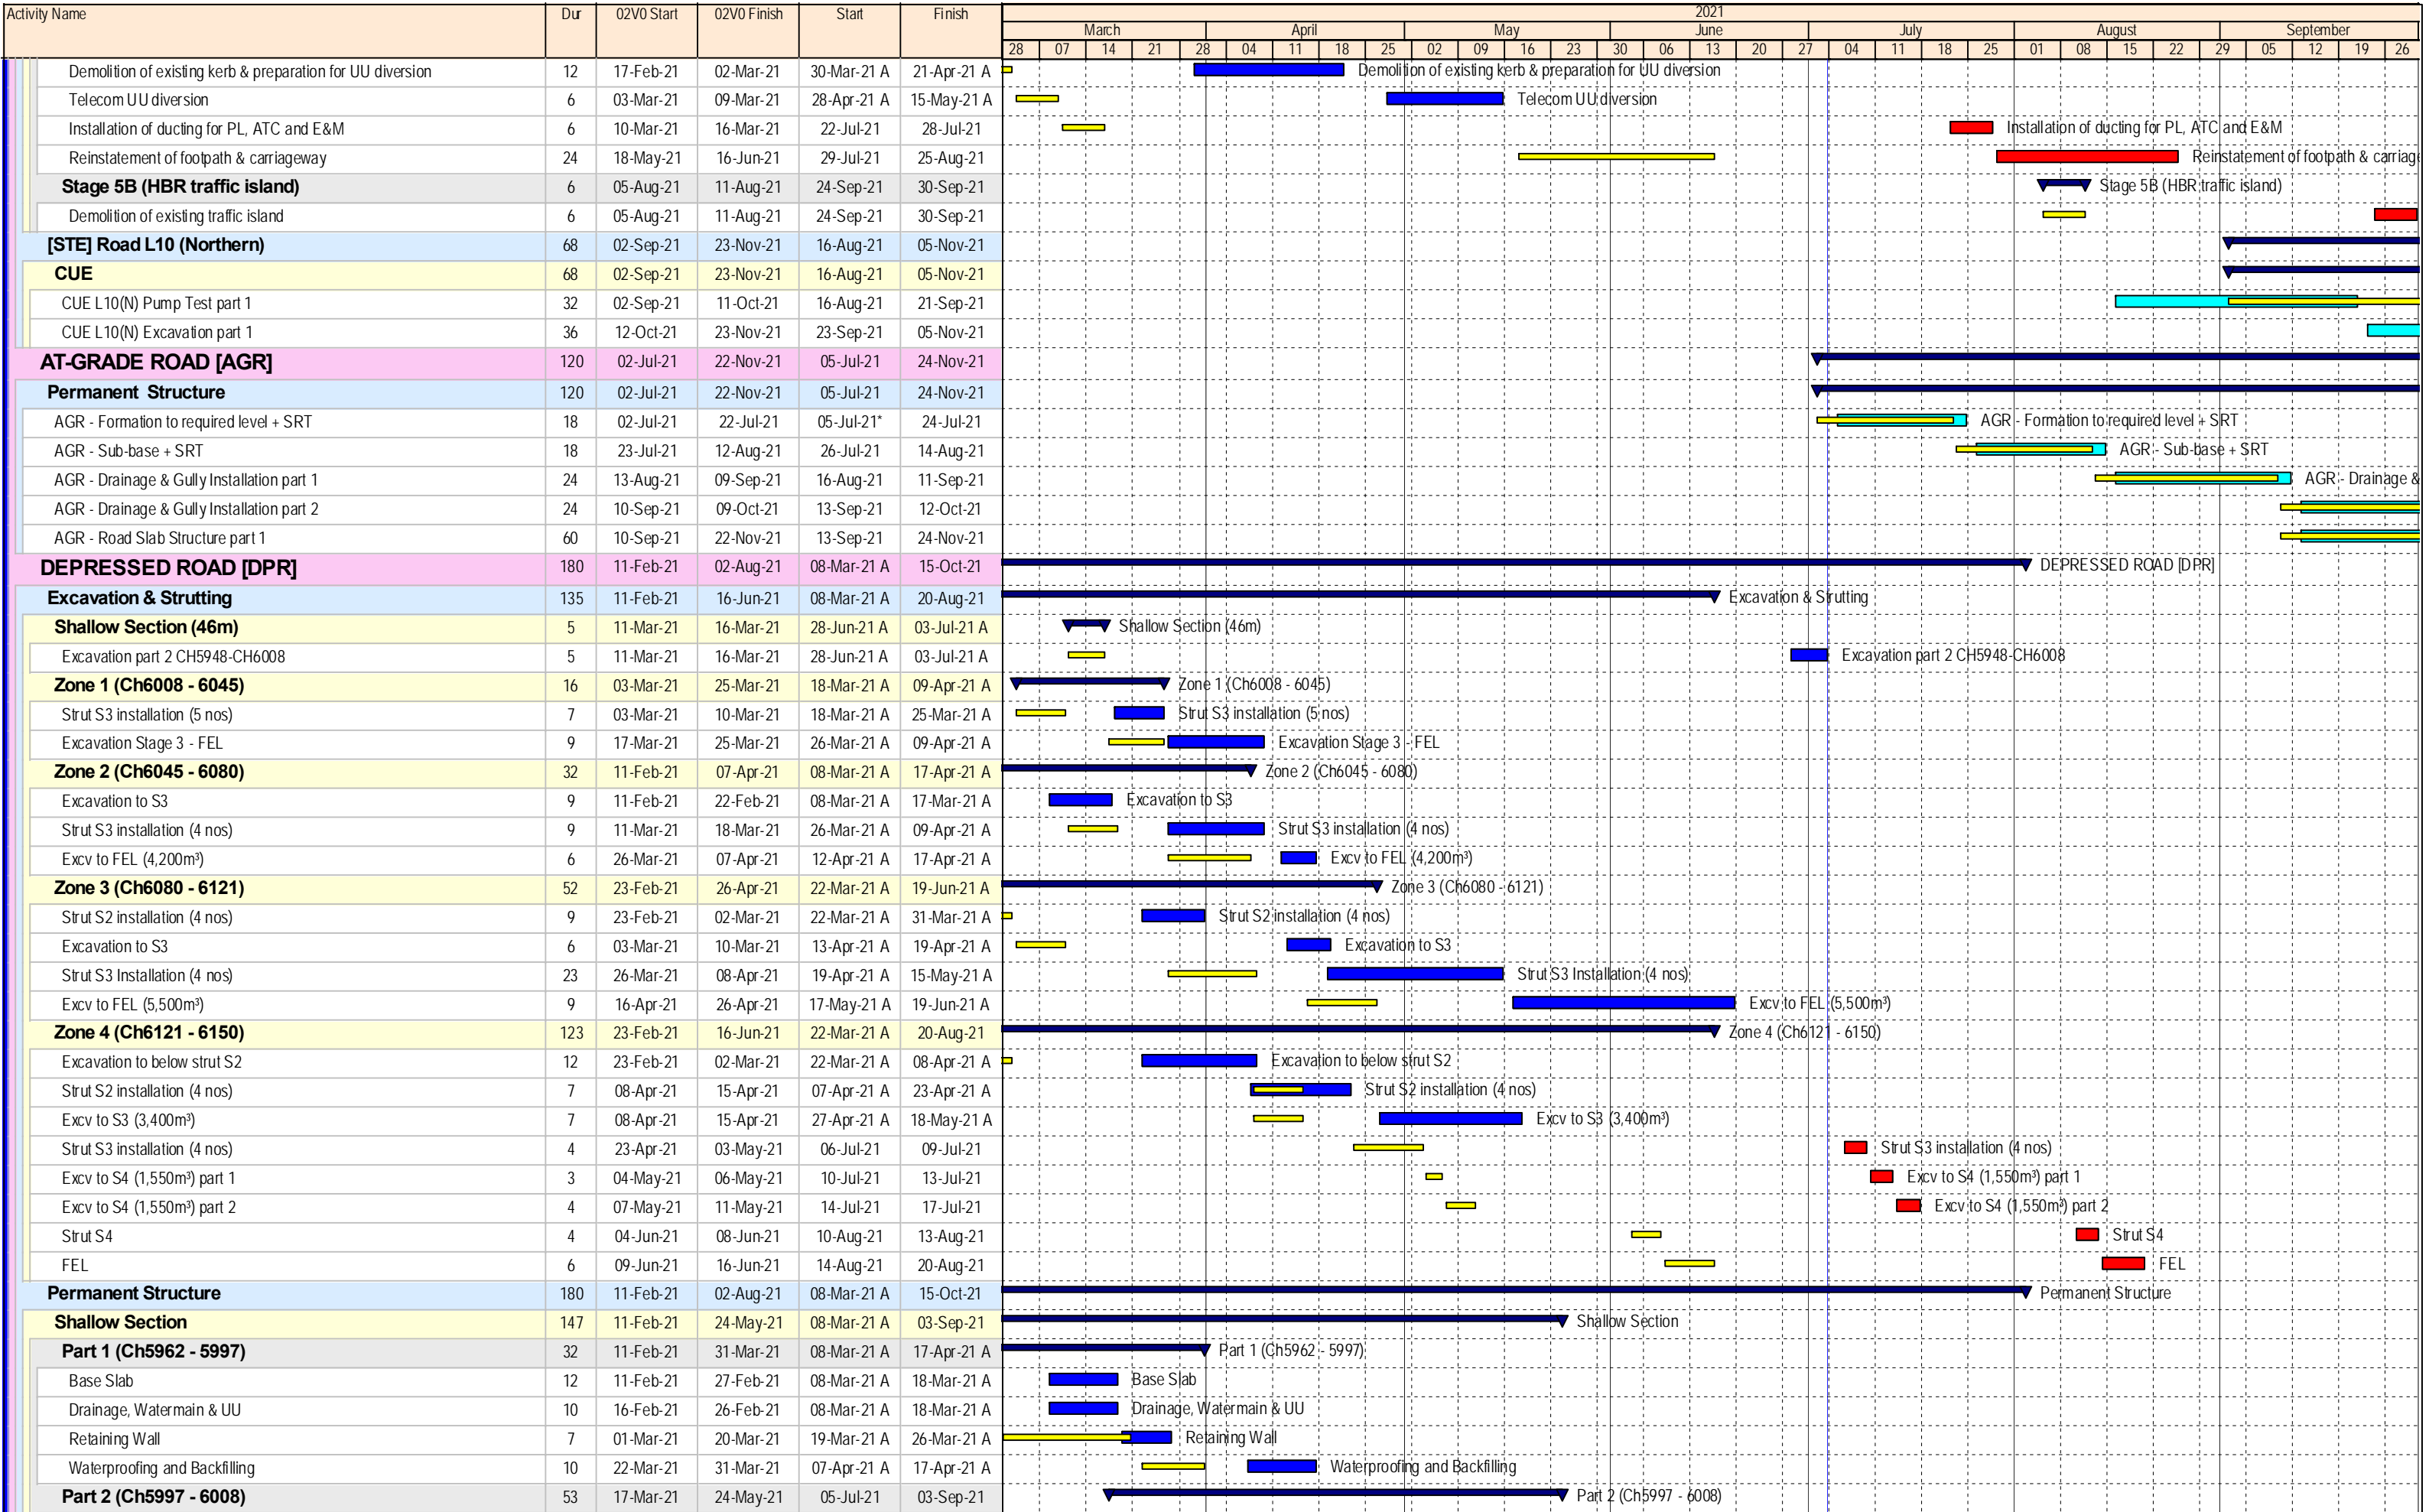 Activity Name Dur 02V0 Start 02V0 Finish Start Finish 2021
March April May June July August September
28 07 14 21 28 04 11 18 25 02 09 16 23 30 06 13 20 27 04 11 18 25 01 08 15 22 29 05 12 19 26
Demolition of existing kerb & preparation for UU diversion 12 17-Feb-21 02-Mar-21 30-Mar-21 A 21-Apr-21 A Demolition of existing kerb & preparation for UU diversion
Telecom UU diversion 6 03-Mar-21 09-Mar-21 28-Apr-21 A 15-May-21 A Telecom UU diversion
Installation of ducting for PL, ATC and E&M 6 10-Mar-21 16-Mar-21 22-Jul-21 28-Jul-21 Installation of ducting for PL, ATC and E&M
Reinstatement of footpath & carriageway 24 18-May-21 16-Jun-21 29-Jul-21 25-Aug-21 Reinstatement of footpath & carriage
Stage 5B (HBR traffic island) 6 05-Aug-21 11-Aug-21 24-Sep-21 30-Sep-21 Stage 5B (HBR traffic island)
Demolition of existing traffic island 6 05-Aug-21 11-Aug-21 24-Sep-21 30-Sep-21
[STE] Road L10 (Northern) 68 02-Sep-21 23-Nov-21 16-Aug-21 05-Nov-21
CUE 68 02-Sep-21 23-Nov-21 16-Aug-21 05-Nov-21
CUE L10(N) Pump Test part 1 32 02-Sep-21 11-Oct-21 16-Aug-21 21-Sep-21
CUE L10(N) Excavation part 1 36 12-Oct-21 23-Nov-21 23-Sep-21 05-Nov-21
AT-GRADE ROAD [AGR] 120 02-Jul-21 22-Nov-21 05-Jul-21 24-Nov-21
Permanent Structure 120 02-Jul-21 22-Nov-21 05-Jul-21 24-Nov-21
AGR - Formation to required level + SRT 18 02-Jul-21 22-Jul-21 05-Jul-21* 24-Jul-21 AGR - Formation to required level + SRT
AGR - Sub-base + SRT 18 23-Jul-21 12-Aug-21 26-Jul-21 14-Aug-21 AGR - Sub-base + SRT
AGR - Drainage & Gully Installation part 1 24 13-Aug-21 09-Sep-21 16-Aug-21 11-Sep-21 AGR - Drainage &
AGR - Drainage & Gully Installation part 2 24 10-Sep-21 09-Oct-21 13-Sep-21 12-Oct-21
AGR - Road Slab Structure part 1 60 10-Sep-21 22-Nov-21 13-Sep-21 24-Nov-21
DEPRESSED ROAD [DPR] 180 11-Feb-21 02-Aug-21 08-Mar-21 A 15-Oct-21 DEPRESSED ROAD [DPR]
Excavation & Strutting 135 11-Feb-21 16-Jun-21 08-Mar-21 A 20-Aug-21 Excavation & Strutting
Shallow Section (46m) 5 11-Mar-21 16-Mar-21 28-Jun-21 A 03-Jul-21 A Shallow Section (46m)
Excavation part 2 CH5948-CH6008 5 11-Mar-21 16-Mar-21 28-Jun-21 A 03-Jul-21 A Excavation part 2 CH5948-CH6008
Zone 1 (Ch6008 - 6045) 16 03-Mar-21 25-Mar-21 18-Mar-21 A 09-Apr-21 A Zone 1 (Ch6008 - 6045)
Strut S3 installation (5 nos) 7 03-Mar-21 10-Mar-21 18-Mar-21 A 25-Mar-21 A Strut S3 installation (5 nos)
Excavation Stage 3 - FEL 9 17-Mar-21 25-Mar-21 26-Mar-21 A 09-Apr-21 A Excavation Stage 3 - FEL
Zone 2 (Ch6045 - 6080) 32 11-Feb-21 07-Apr-21 08-Mar-21 A 17-Apr-21 A Zone 2 (Ch6045 - 6080)
Excavation to S3 9 11-Feb-21 22-Feb-21 08-Mar-21 A 17-Mar-21 A Excavation to S3
Strut S3 installation (4 nos) 9 11-Mar-21 18-Mar-21 26-Mar-21 A 09-Apr-21 A Strut S3 installation (4 nos)
Excv to FEL (4,200m³) 6 26-Mar-21 07-Apr-21 12-Apr-21 A 17-Apr-21 A Excv to FEL (4,200m³)
Zone 3 (Ch6080 - 6121) 52 23-Feb-21 26-Apr-21 22-Mar-21 A 19-Jun-21 A Zone 3 (Ch6080 - 6121)
Strut S2 installation (4 nos) 9 23-Feb-21 02-Mar-21 22-Mar-21 A 31-Mar-21 A Strut S2 installation (4 nos)
Excavation to S3 6 03-Mar-21 10-Mar-21 13-Apr-21 A 19-Apr-21 A Excavation to S3
Strut S3 Installation (4 nos) 23 26-Mar-21 08-Apr-21 19-Apr-21 A 15-May-21 A Strut S3 Installation (4 nos)
Excv to FEL (5,500m³) 9 16-Apr-21 26-Apr-21 17-May-21 A 19-Jun-21 A Excv to FEL (5,500m³)
Zone 4 (Ch6121 - 6150) 123 23-Feb-21 16-Jun-21 22-Mar-21 A 20-Aug-21 Zone 4 (Ch6121 - 6150)
Excavation to below strut S2 12 23-Feb-21 02-Mar-21 22-Mar-21 A 08-Apr-21 A Excavation to below strut S2
Strut S2 installation (4 nos) 7 08-Apr-21 15-Apr-21 07-Apr-21 A 23-Apr-21 A Strut S2 installation (4 nos)
Excv to S3 (3,400m³) 7 08-Apr-21 15-Apr-21 27-Apr-21 A 18-May-21 A Excv to S3 (3,400m³)
Strut S3 installation (4 nos) 4 23-Apr-21 03-May-21 06-Jul-21 09-Jul-21 Strut S3 installation (4 nos)
Excv to S4 (1,550m³) part 1 3 04-May-21 06-May-21 10-Jul-21 13-Jul-21 Excv to S4 (1,550m³) part 1
Excv to S4 (1,550m³) part 2 4 07-May-21 11-May-21 14-Jul-21 17-Jul-21 Excv to S4 (1,550m³) part 2
Strut S4 4 04-Jun-21 08-Jun-21 10-Aug-21 13-Aug-21 Strut S4
FEL 6 09-Jun-21 16-Jun-21 14-Aug-21 20-Aug-21 FEL
Permanent Structure 180 11-Feb-21 02-Aug-21 08-Mar-21 A 15-Oct-21 Permanent Structure
Shallow Section 147 11-Feb-21 24-May-21 08-Mar-21 A 03-Sep-21 Shallow Section
Part 1 (Ch5962 - 5997) 32 11-Feb-21 31-Mar-21 08-Mar-21 A 17-Apr-21 A Part 1 (Ch5962 - 5997)
Base Slab 12 11-Feb-21 27-Feb-21 08-Mar-21 A 18-Mar-21 A Base Slab
Drainage, Watermain & UU 10 16-Feb-21 26-Feb-21 08-Mar-21 A 18-Mar-21 A Drainage, Watermain & UU
Retaining Wall 7 01-Mar-21 20-Mar-21 19-Mar-21 A 26-Mar-21 A Retaining Wall
Waterproofing and Backfilling 10 22-Mar-21 31-Mar-21 07-Apr-21 A 17-Apr-21 A Waterproofing and Backfilling
Part 2 (Ch5997 - 6008) 53 17-Mar-21 24-May-21 05-Jul-21 03-Sep-21 Part 2 (Ch5997 - 6008)